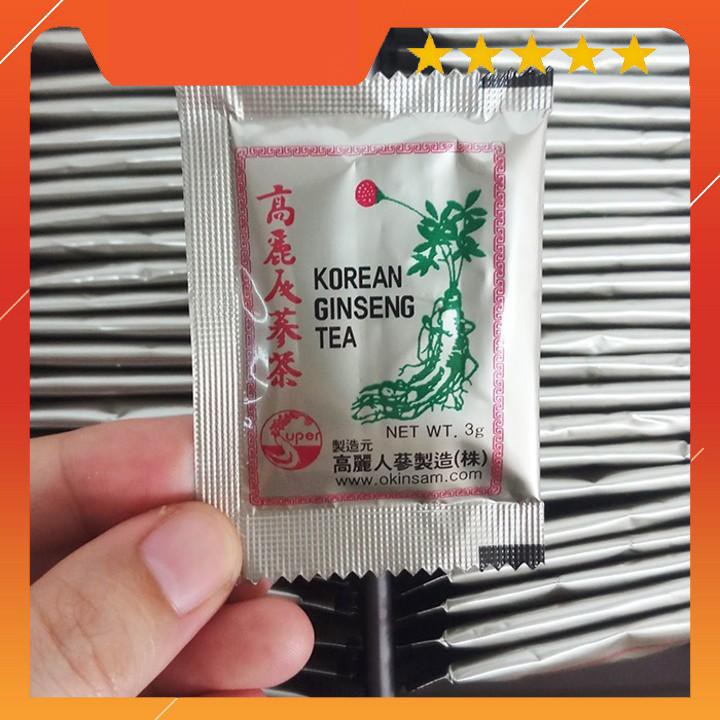 高麗人蔘茶
KOREAN
GINSENG
TEA
Super
NET WT. 3g
製造元
高麗人蔘製造(株)
www.okinsam.com